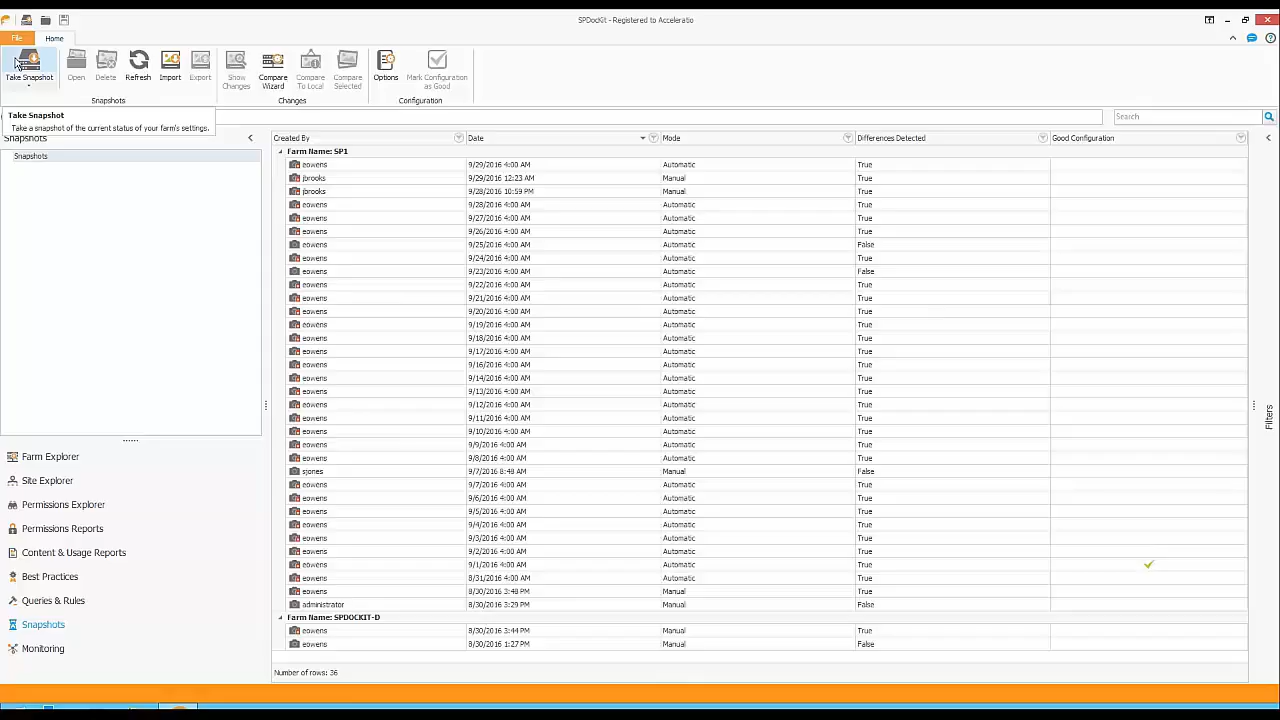 SPDocKit - Registered to Acceleratio
File Home
Take Snapshot Open Delete Refresh Import Export Show Changes Compare Wizard Compare To Local Compare Selected Options Mark Configuration as Good
Snapshots Changes Configuration
Take Snapshot
Take a snapshot of the current status of your farm's settings.
Search
Snapshots
Snapshots
Farm Explorer
Site Explorer
Permissions Explorer
Permissions Reports
Content & Usage Reports
Best Practices
Queries & Rules
Snapshots
Monitoring
Created By Date Mode Differences Detected Good Configuration
Farm Name: SP1
eowens 9/29/2016 4:00 AM Automatic True
jbrooks 9/29/2016 12:23 AM Manual True
jbrooks 9/28/2016 10:59 PM Manual True
eowens 9/28/2016 4:00 AM Automatic True
eowens 9/27/2016 4:00 AM Automatic True
eowens 9/26/2016 4:00 AM Automatic True
eowens 9/25/2016 4:00 AM Automatic False
eowens 9/24/2016 4:00 AM Automatic True
eowens 9/23/2016 4:00 AM Automatic False
eowens 9/22/2016 4:00 AM Automatic True
eowens 9/21/2016 4:00 AM Automatic True
eowens 9/20/2016 4:00 AM Automatic True
eowens 9/19/2016 4:00 AM Automatic True
eowens 9/18/2016 4:00 AM Automatic True
eowens 9/17/2016 4:00 AM Automatic True
eowens 9/16/2016 4:00 AM Automatic True
eowens 9/14/2016 4:00 AM Automatic True
eowens 9/13/2016 4:00 AM Automatic True
eowens 9/12/2016 4:00 AM Automatic True
eowens 9/11/2016 4:00 AM Automatic True
eowens 9/10/2016 4:00 AM Automatic True
eowens 9/9/2016 4:00 AM Automatic True
eowens 9/8/2016 4:00 AM Automatic True
sjones 9/7/2016 8:48 AM Manual False
eowens 9/7/2016 4:00 AM Automatic True
eowens 9/6/2016 4:00 AM Automatic True
eowens 9/5/2016 4:00 AM Automatic True
eowens 9/4/2016 4:00 AM Automatic True
eowens 9/3/2016 4:00 AM Automatic True
eowens 9/2/2016 4:00 AM Automatic True
eowens 9/1/2016 4:00 AM Automatic True
eowens 8/31/2016 4:00 AM Automatic True
eowens 8/30/2016 3:48 PM Manual True
administrator 8/30/2016 3:29 PM Manual False
Farm Name: SPDOCKIT-D
eowens 8/30/2016 3:44 PM Manual True
eowens 8/30/2016 1:27 PM Manual False
Number of rows: 36
Filters